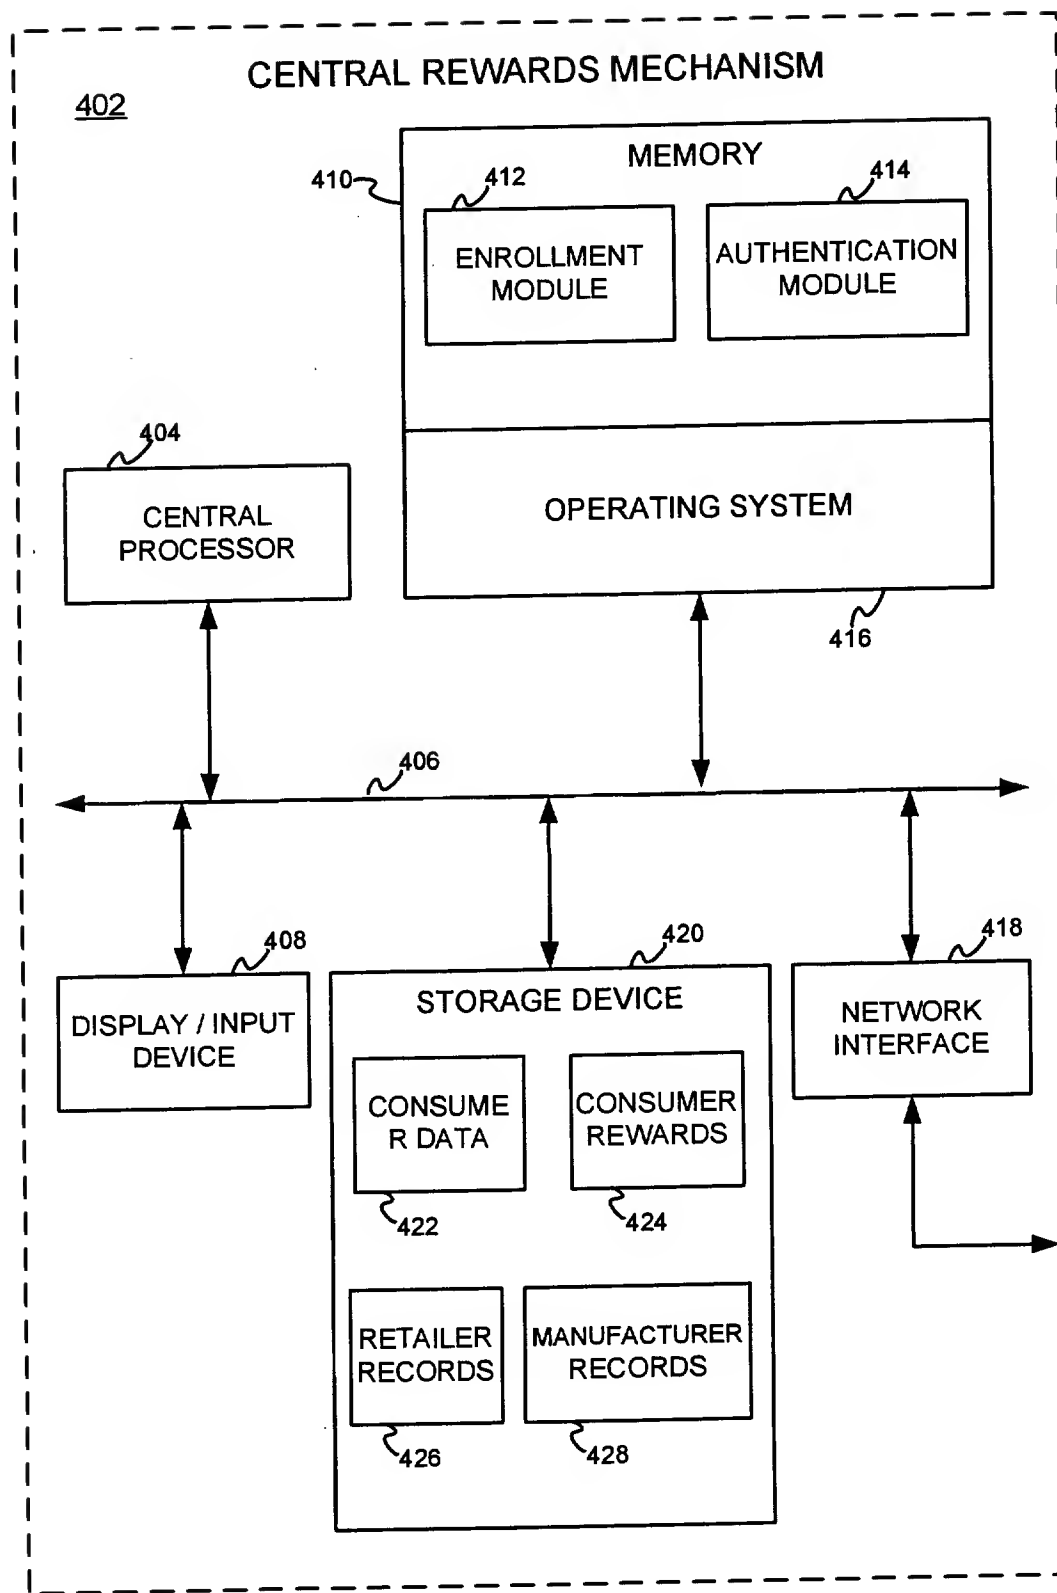 CENTRAL REWARDS MECHANISM
402
MEMORY
410
412
414
ENROLLMENT
MODULE
AUTHENTICATION
MODULE
404
CENTRAL
PROCESSOR
OPERATING SYSTEM
416
406
408
420
418
DISPLAY / INPUT
DEVICE
STORAGE DEVICE
NETWORK
INTERFACE
CONSUME
R DATA
CONSUMER
REWARDS
422
424
RETAILER
RECORDS
MANUFACTURER
RECORDS
426
428